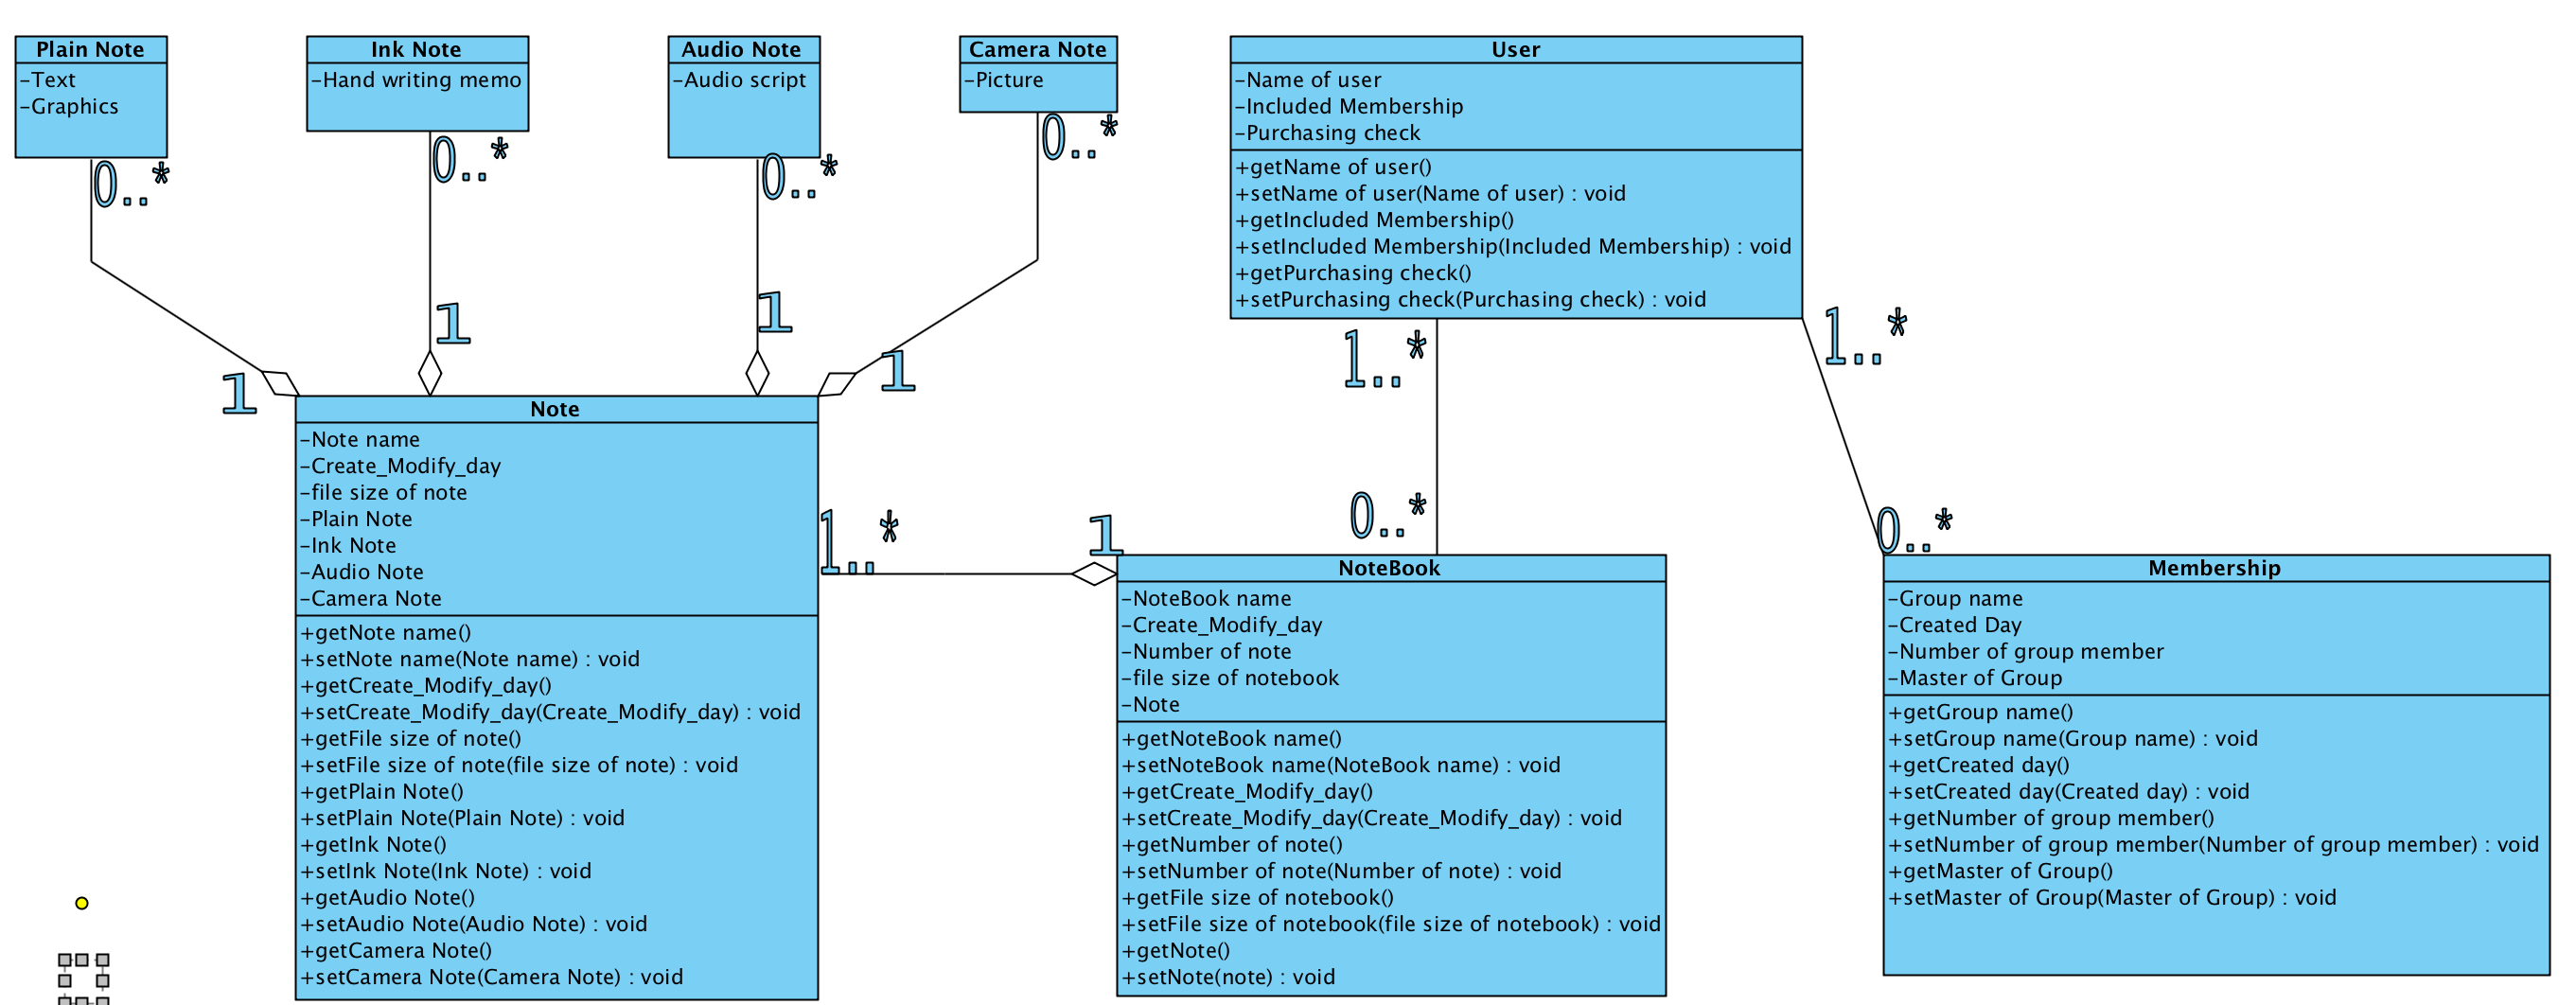 Plain Note
-Text
-Graphics
0..*
1
Ink Note
-Hand writing memo
0..*
1
Audio Note
-Audio script
0..*
1
Camera Note
-Picture
0..*
1
User
-Name of user
-Included Membership
-Purchasing check
+getName of user()
+setName of user(Name of user) : void
+getIncluded Membership()
+setIncluded Membership(Included Membership) : void
+getPurchasing check()
+setPurchasing check(Purchasing check) : void
1..*
0..*
1..*
0..*
Note
-Note name
-Create_Modify_day
-file size of note
-Plain Note
-Ink Note
-Audio Note
-Camera Note
+getNote name()
+setNote name(Note name) : void
+getCreate_Modify_day()
+setCreate_Modify_day(Create_Modify_day) : void
+getFile size of note()
+setFile size of note(file size of note) : void
+getPlain Note()
+setPlain Note(Plain Note) : void
+getInk Note()
+setInk Note(Ink Note) : void
+getAudio Note()
+setAudio Note(Audio Note) : void
+getCamera Note()
+setCamera Note(Camera Note) : void
1..*
1
NoteBook
-NoteBook name
-Create_Modify_day
-Number of note
-file size of notebook
-Note
+getNoteBook name()
+setNoteBook name(NoteBook name) : void
+getCreate_Modify_day()
+setCreate_Modify_day(Create_Modify_day) : void
+getNumber of note()
+setNumber of note(Number of note) : void
+getFile size of notebook()
+setFile size of notebook(file size of notebook) : void
+getNote()
+setNote(note) : void
Membership
-Group name
-Created Day
-Number of group member
-Master of Group
+getGroup name()
+setGroup name(Group name) : void
+getCreated day()
+setCreated day(Created day) : void
+getNumber of group member()
+setNumber of group member(Number of group member) : void
+getMaster of Group()
+setMaster of Group(Master of Group) : void